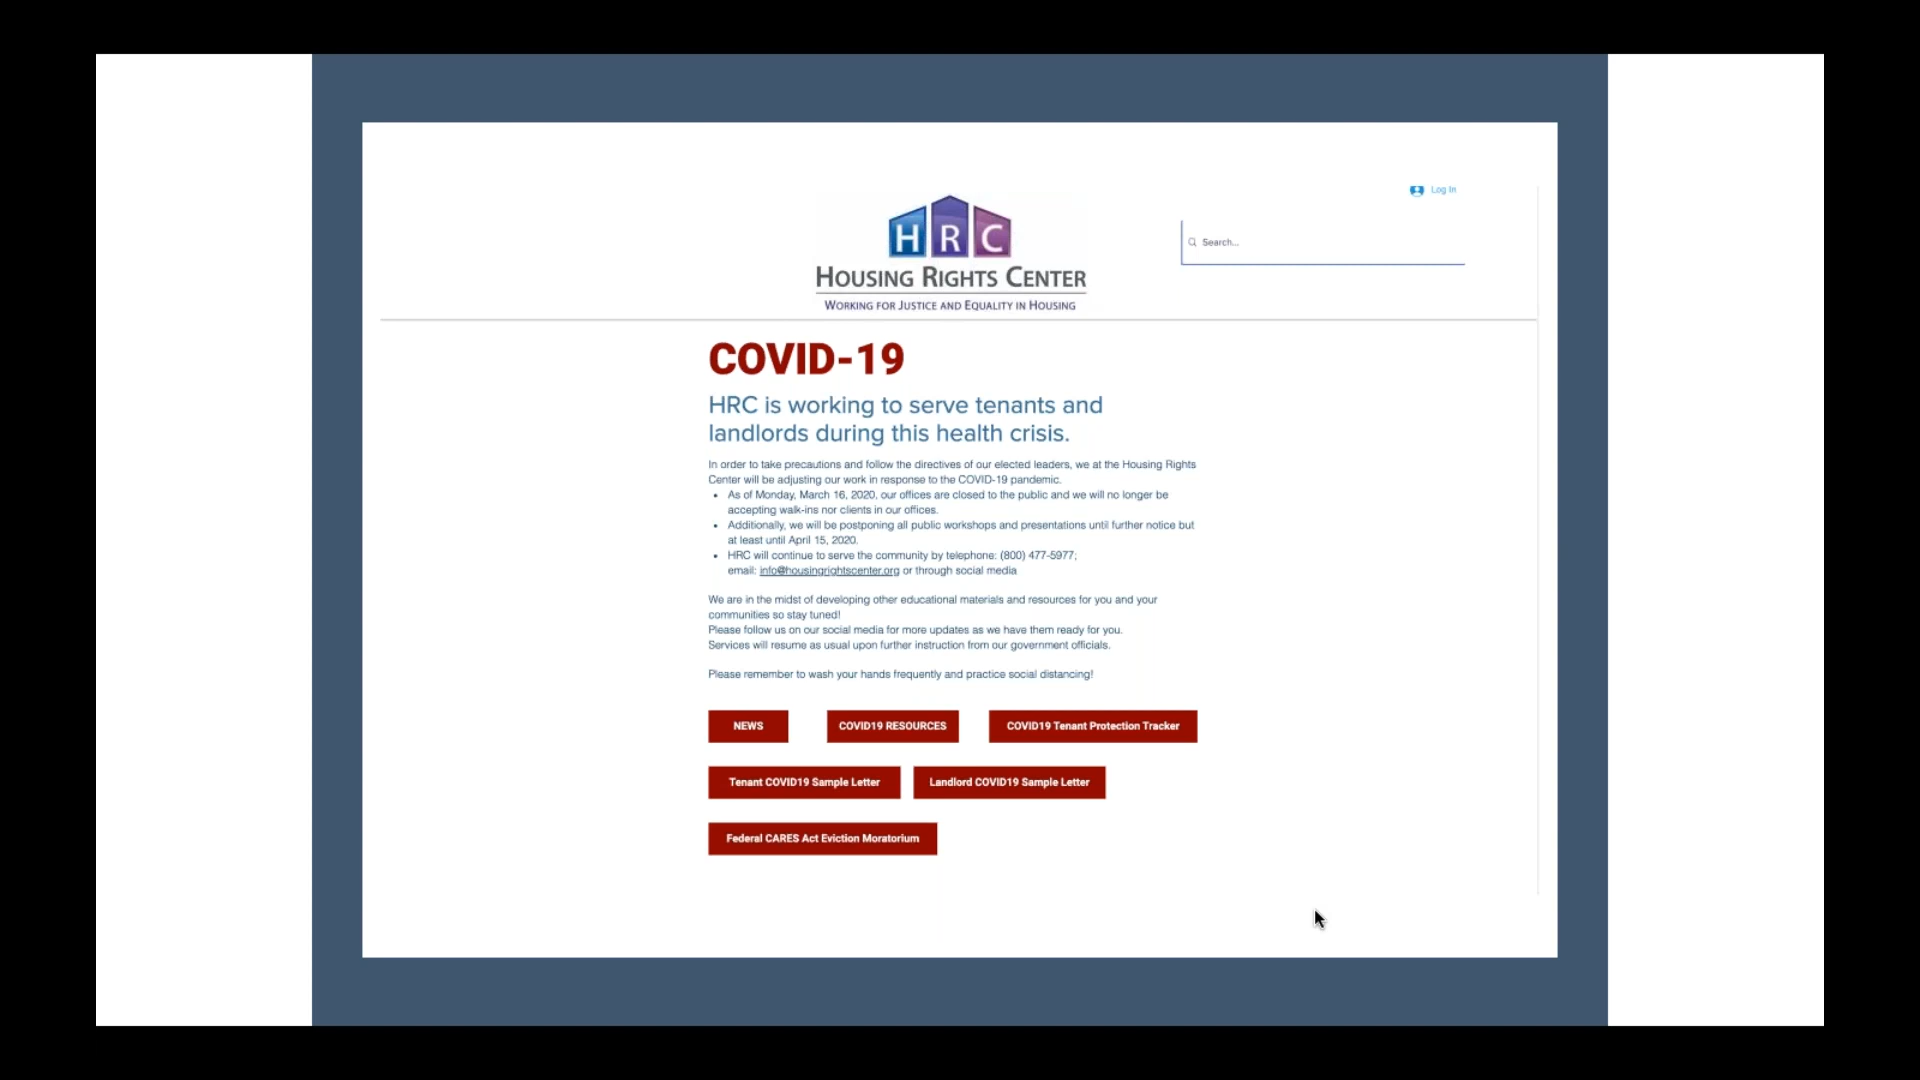 Log In
H R C
Search...
HOUSING RIGHTS CENTER
WORKING FOR JUSTICE AND EQUALITY IN HOUSING
COVID-19
HRC is working to serve tenants and
landlords during this health crisis.
In order to take precautions and follow the directives of our elected leaders, we at the Housing Rights
Center will be adjusting our work in response to the COVID-19 pandemic.
• As of Monday, March 16, 2020, our offices are closed to the public and we will no longer be
accepting walk-ins nor clients in our offices.
• Additionally, we will be postponing all public workshops and presentations until further notice but
at least until April 15, 2020.
• HRC will continue to serve the community by telephone: (800) 477-5977;
email: info@housingrightscenter.org or through social media
We are in the midst of developing other educational materials and resources for you and your
communities so stay tuned!
Please follow us on our social media for more updates as we have them ready for you.
Services will resume as usual upon further instruction from our government officials.
Please remember to wash your hands frequently and practice social distancing!
NEWS
COVID19 RESOURCES
COVID19 Tenant Protection Tracker
Tenant COVID19 Sample Letter
Landlord COVID19 Sample Letter
Federal CARES Act Eviction Moratorium